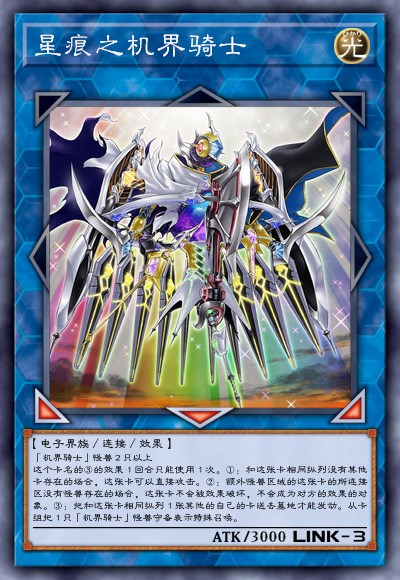 星痕之机界骑士
ひかり
光
【电子界族／连接／效果】
「机界骑士」怪兽２只以上
这个卡名的③的效果１回合只能使用１次。①：和这张卡相同纵列没有其他
卡存在的场合，这张卡可以直接攻击。②：额外怪兽区域的这张卡的所连接
区没有怪兽存在的场合，这张卡不会被效果破坏，不会成为对方的效果的对
象。③：把和这张卡相同纵列１张其他的自己的卡送去墓地才能发动。从卡
组把１只「机界骑士」怪兽守备表示特殊召唤。
ATK/3000 LINK-3